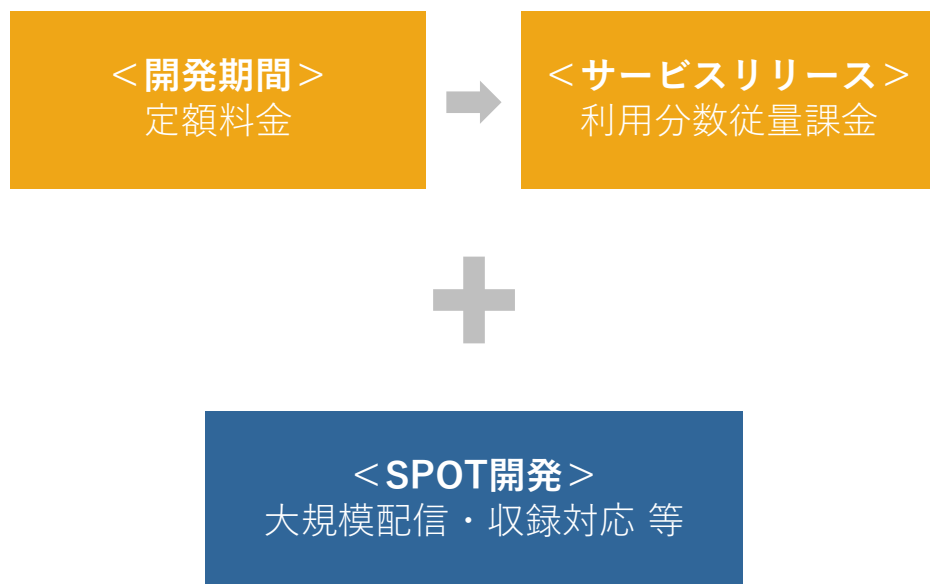 ＜開発期間＞
定額料金
＜サービスリリース＞
利用分数従量課金
＜SPOT開発＞
大規模配信・収録対応 等